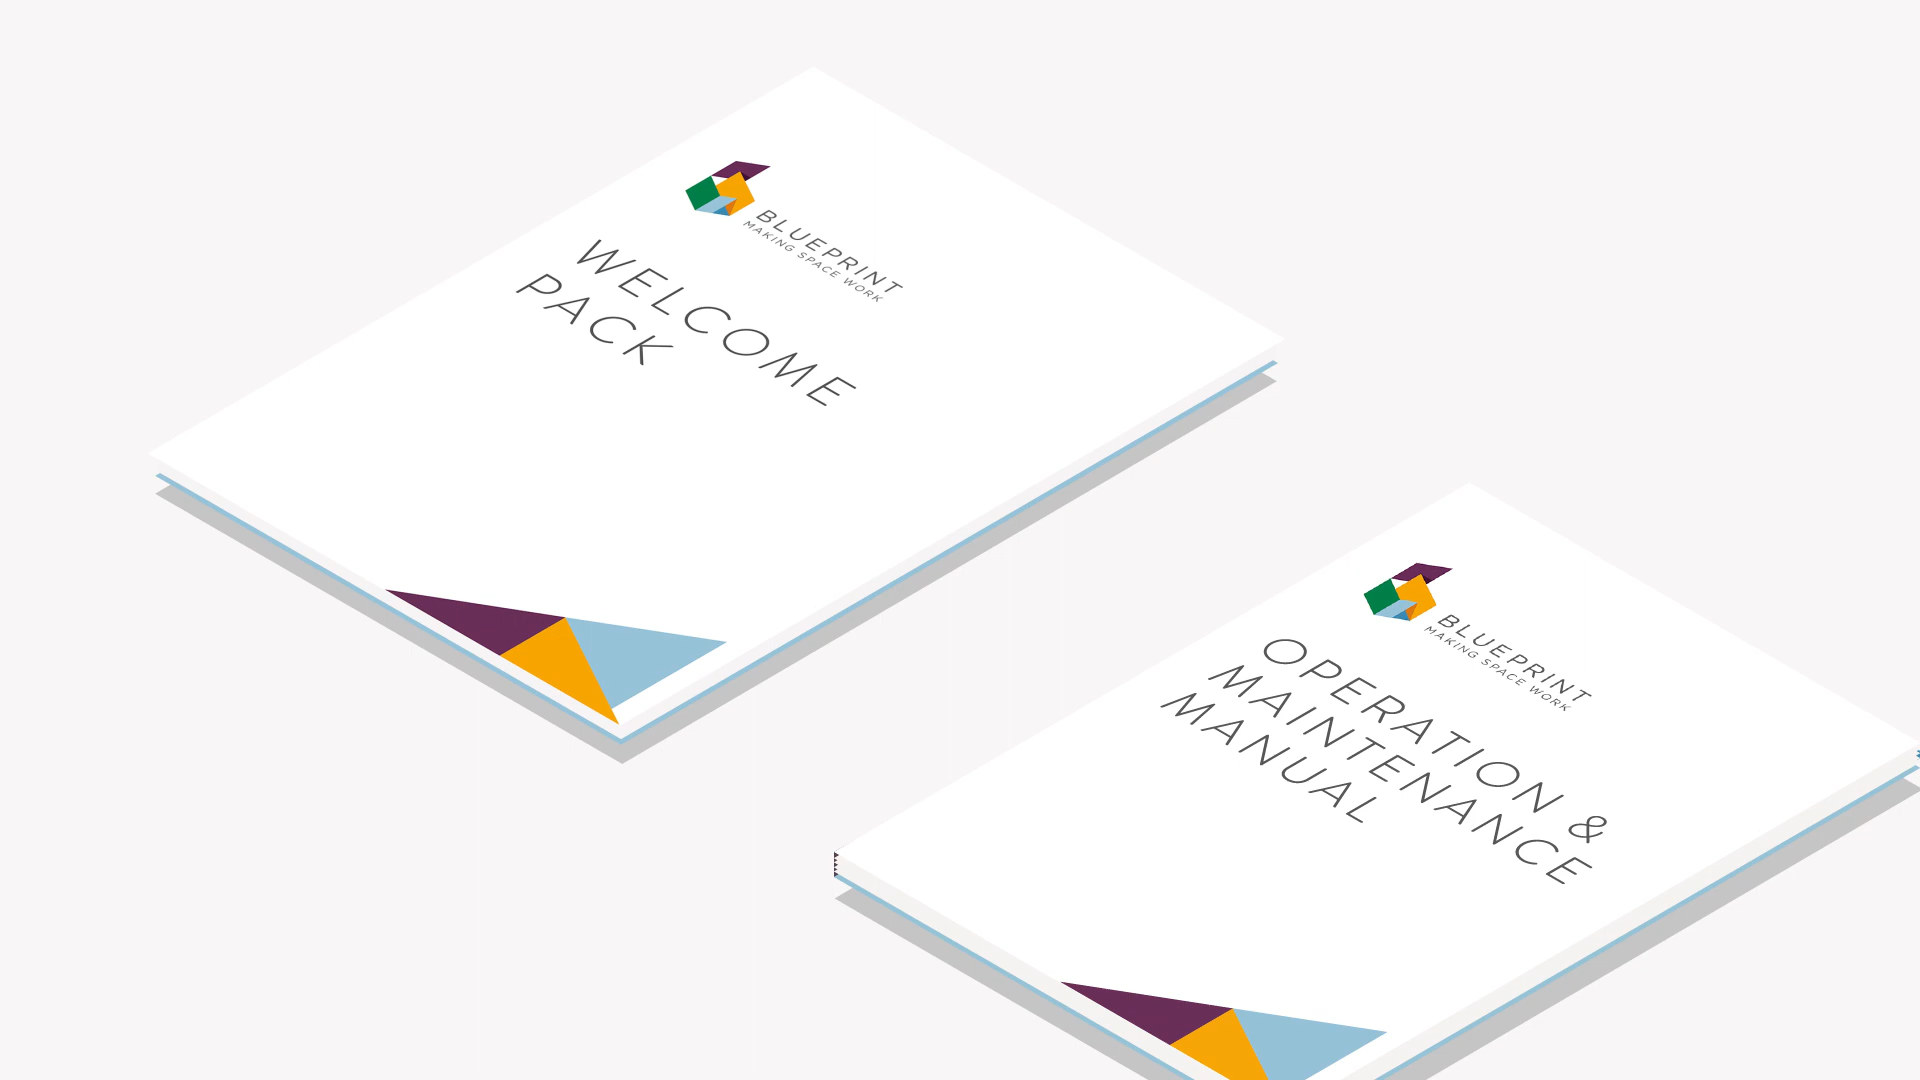 BLUEPRINT
MAKING SPACE WORK
WELCOME
PACK
BLUEPRINT
MAKING SPACE WORK
OPERATION &
MAINTENANCE
MANUAL